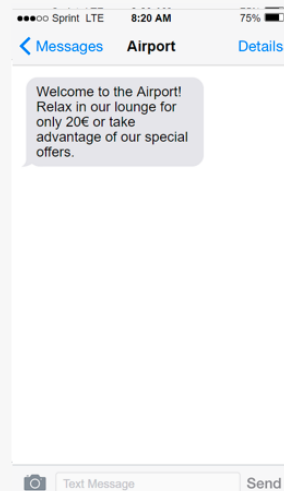 Sprint LTE 8:20 AM 75%
Messages Airport Details
Welcome to the Airport!
Relax in our lounge for
only 20€ or take
advantage of our special
offers.
Text Message Send